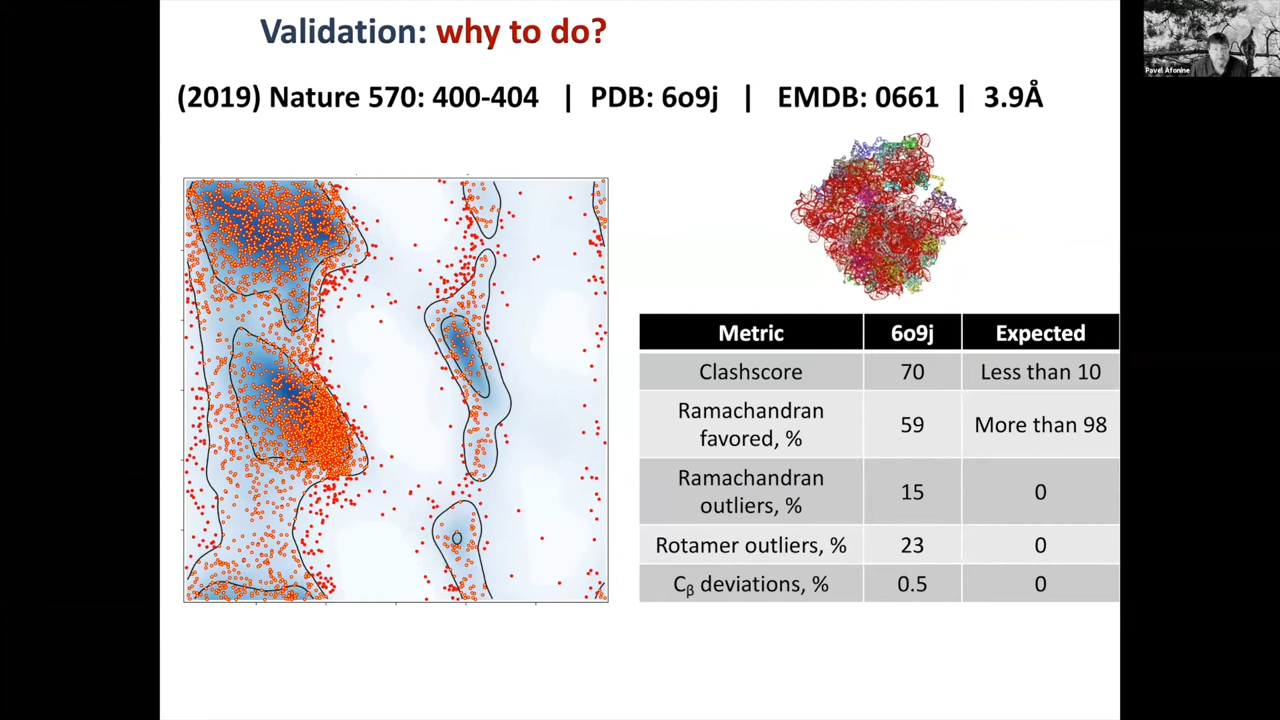 Validation: why to do?
(2019) Nature 570: 400-404 | PDB: 6o9j | EMDB: 0661 | 3.9Å
Pavel Afonine
Metric 6o9j Expected
Clashscore 70 Less than 10
Ramachandran
favored, % 59 More than 98
Ramachandran
outliers, % 15 0
Rotamer outliers, % 23 0
Cβ deviations, % 0.5 0